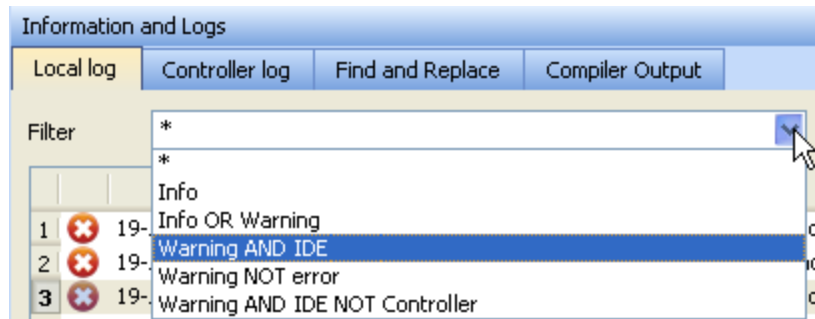 Information and Logs
Local log Controller log Find and Replace Compiler Output
Filter *
*
Info
1 19- Info OR Warning
Warning AND IDE
2 19- Warning NOT error
3 19- Warning AND IDE NOT Controller